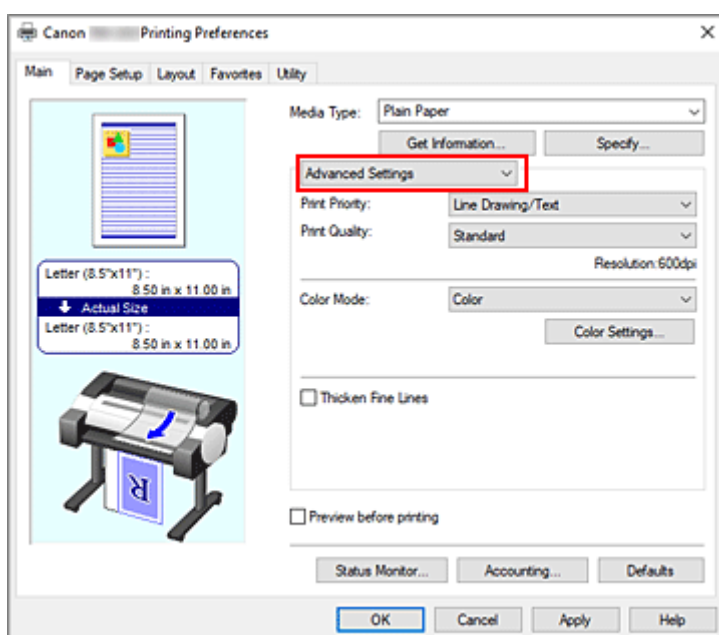 Canon Printing Preferences
Main Page Setup Layout Favorites Utility
Media Type: Plain Paper
Get Information... Specify...
Advanced Settings
Print Priority: Line Drawing/Text
Print Quality: Standard
Resolution:600dpi
Letter (8.5"x11") :
8.50 in x 11.00 in
Actual Size
Letter (8.5"x11") :
8.50 in x 11.00 in
Color Mode: Color
Color Settings...
Thicken Fine Lines
R
Preview before printing
Status Monitor... Accounting... Defaults
OK Cancel Apply Help